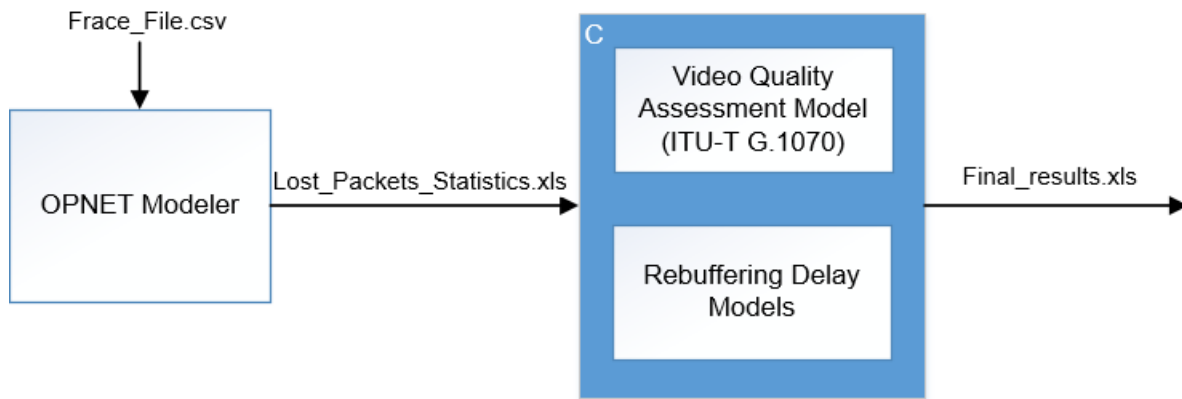 Frace_File.csv
OPNET Modeler
Lost_Packets_Statistics.xls
C
Video Quality
Assessment Model
(ITU-T G.1070)
Rebuffering Delay
Models
Final_results.xls